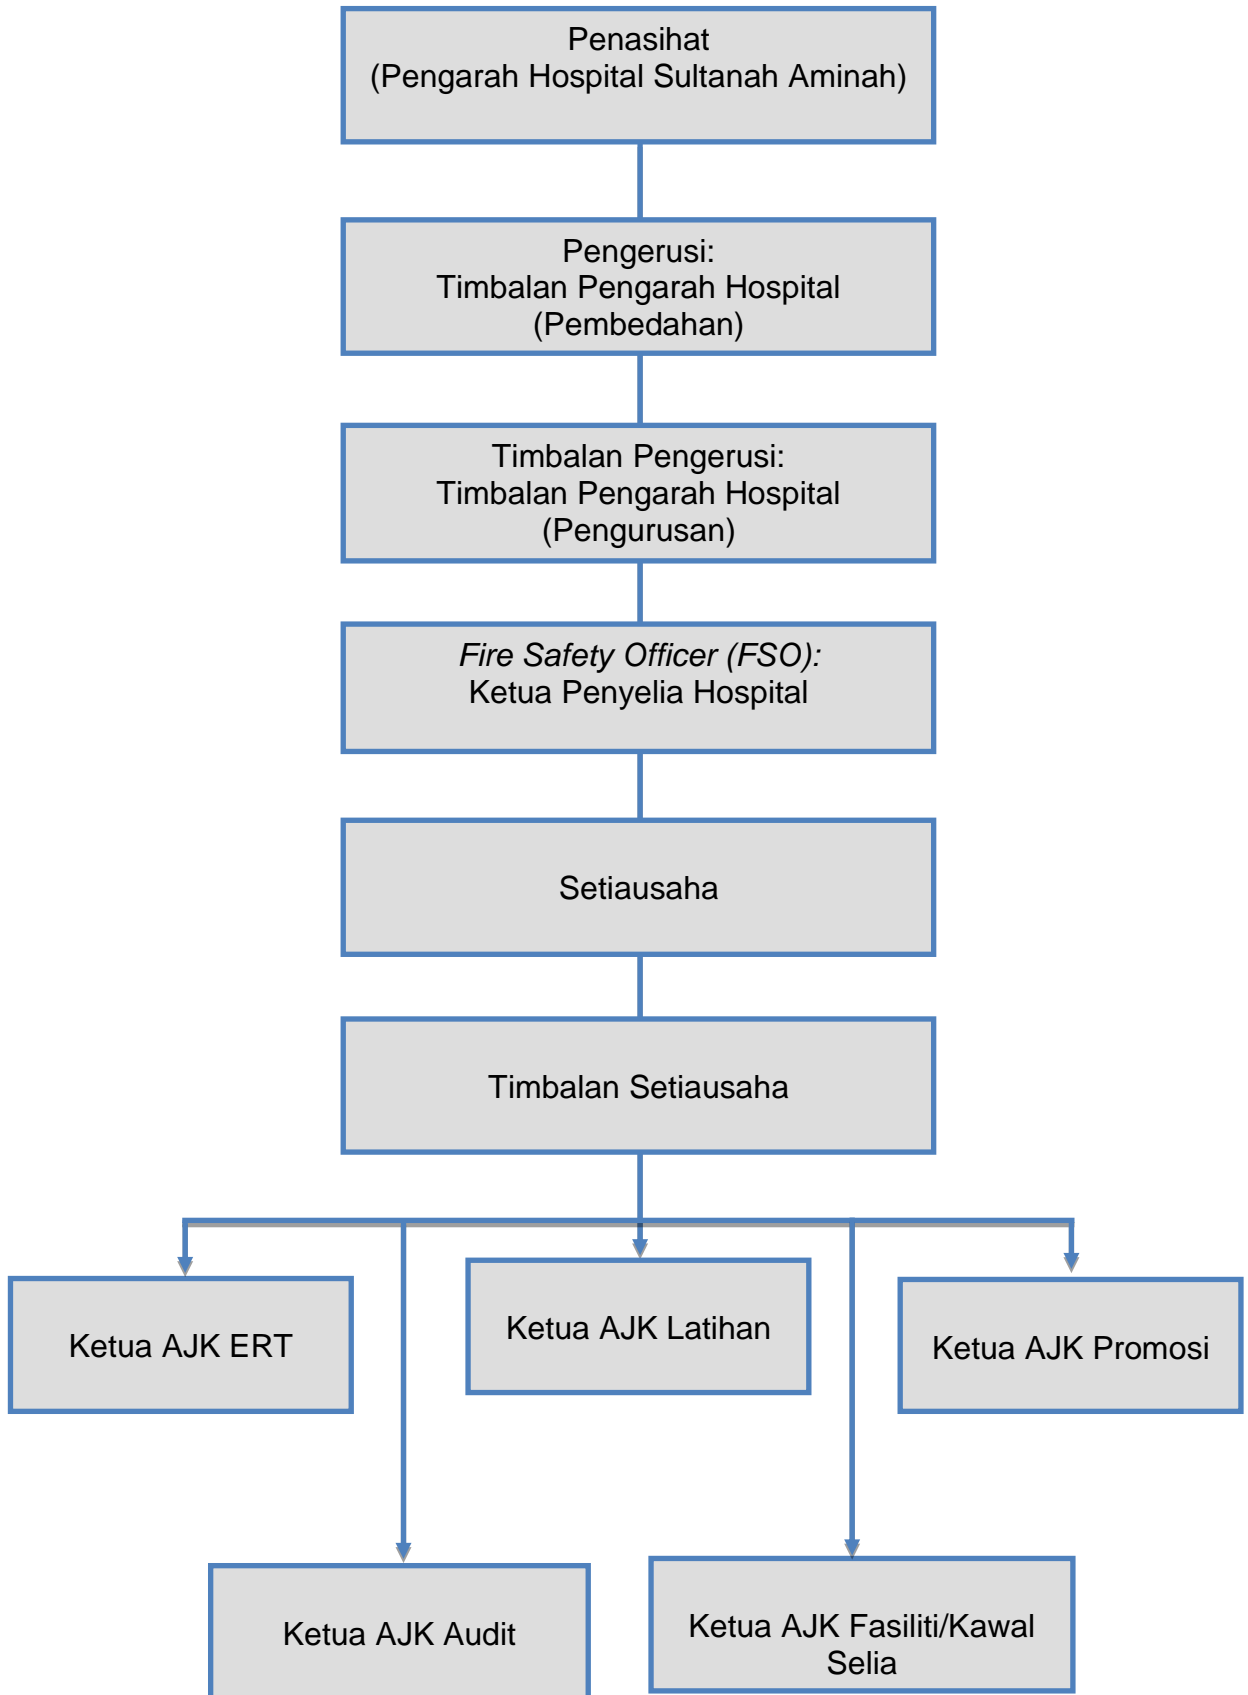 Penasihat
(Pengarah Hospital Sultanah Aminah)
Pengerusi:
Timbalan Pengarah Hospital
(Pembedahan)
Timbalan Pengerusi:
Timbalan Pengarah Hospital
(Pengurusan)
Fire Safety Officer (FSO):
Ketua Penyelia Hospital
Setiausaha
Timbalan Setiausaha
Ketua AJK ERT
Ketua AJK Latihan
Ketua AJK Promosi
Ketua AJK Audit
Ketua AJK Fasiliti/Kawal
Selia